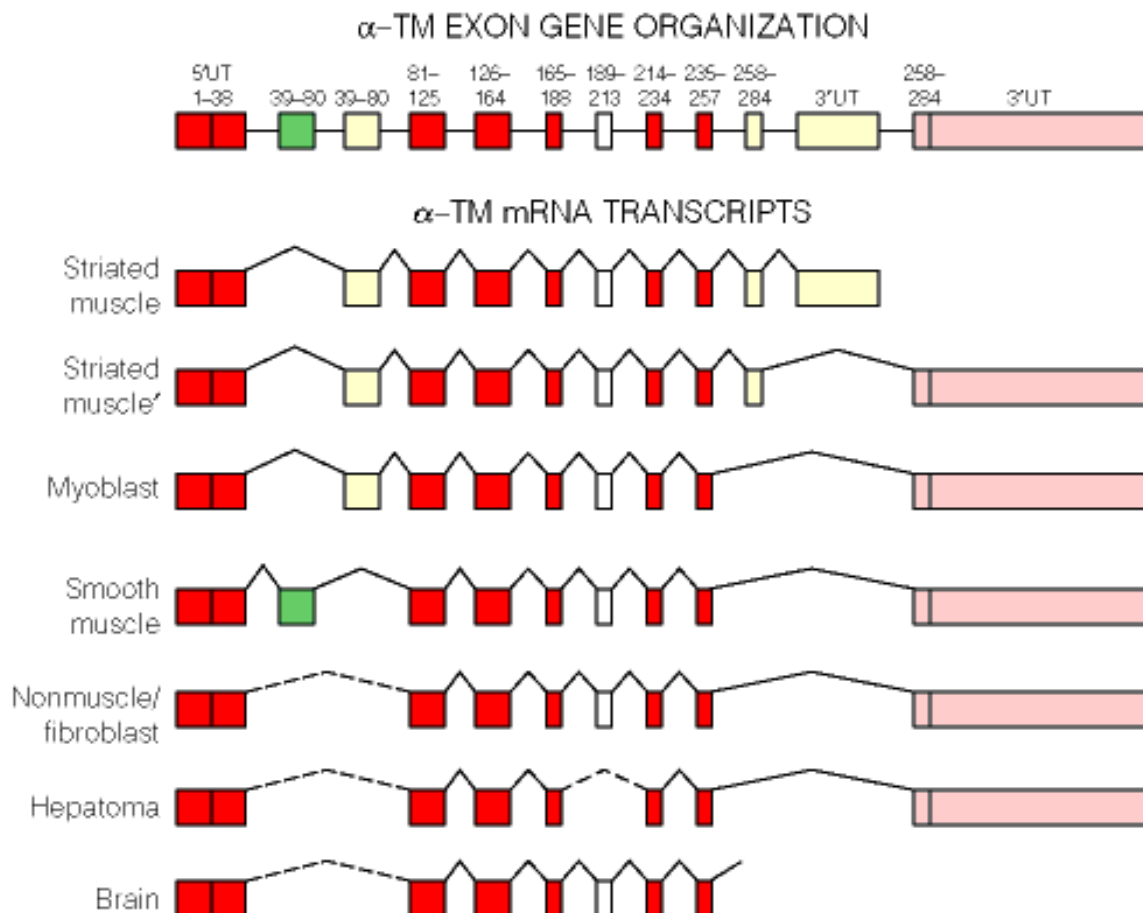 α–TM EXON GENE ORGANIZATION
5'UT 81– 126– 165– 189– 214– 235– 258– 258–
1–38 39–80 39–80 125 164 188 213 234 257 284 3'UT 284 3'UT
α–TM mRNA TRANSCRIPTS
Striated
muscle
Striated
muscle'
Myoblast
Smooth
muscle
Nonmuscle/
fibroblast
Hepatoma
Brain